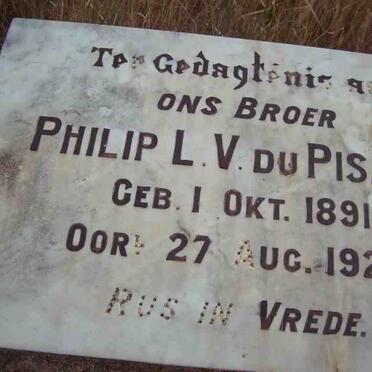 Ter Gedagtenis a
ONS BROER
PHILIP L. V. DU PIS
GEB. 1 OKT. 1891
OORL 27 AUG. 192
RUS IN VREDE.